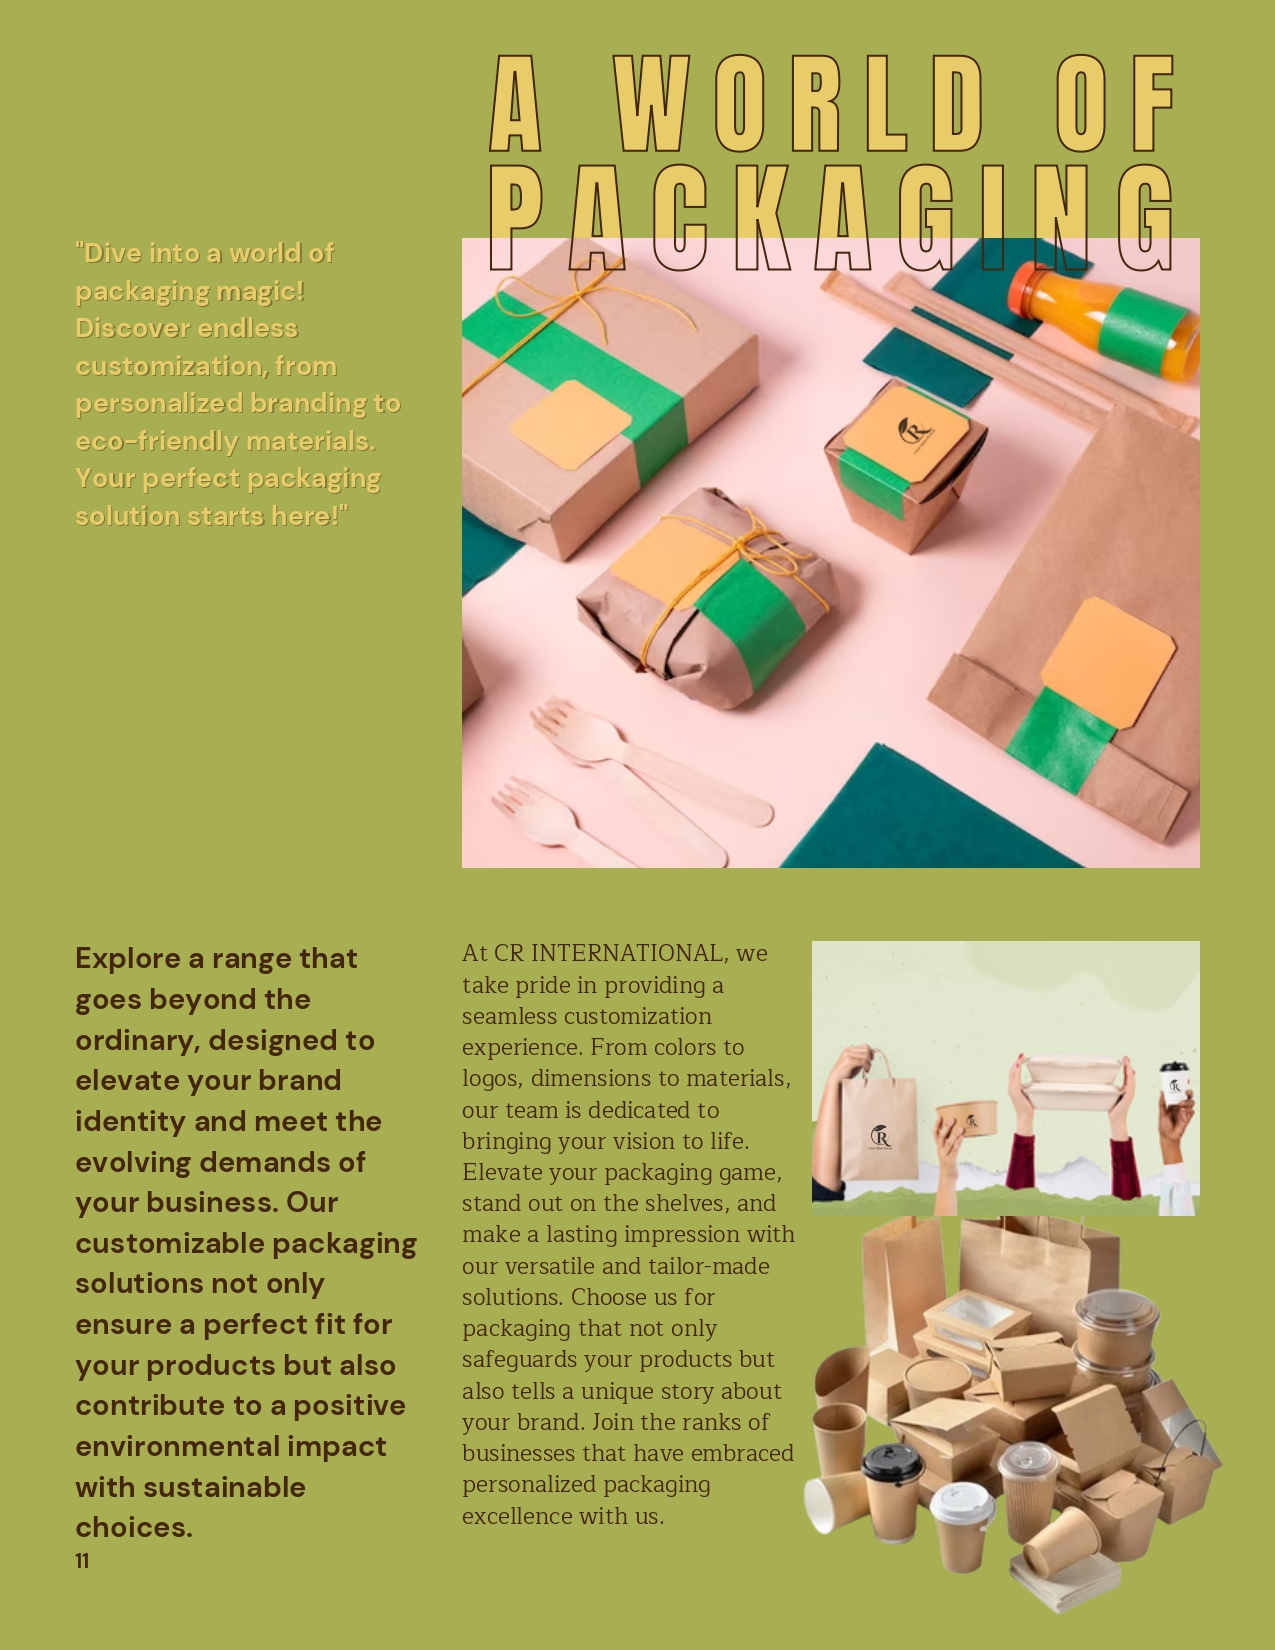 A WORLD OF
PACKAGING
"Dive into a world of
packaging magic!
Discover endless
customization, from
personalized branding to
eco-friendly materials.
Your perfect packaging
solution starts here!"
Explore a range that
goes beyond the
ordinary, designed to
elevate your brand
identity and meet the
evolving demands of
your business. Our
customizable packaging
solutions not only
ensure a perfect fit for
your products but also
contribute to a positive
environmental impact
with sustainable
choices.
11
At CR INTERNATIONAL, we
take pride in providing a
seamless customization
experience. From colors to
logos, dimensions to materials,
our team is dedicated to
bringing your vision to life.
Elevate your packaging game,
stand out on the shelves, and
make a lasting impression with
our versatile and tailor-made
solutions. Choose us for
packaging that not only
safeguards your products but
also tells a unique story about
your brand. Join the ranks of
businesses that have embraced
personalized packaging
excellence with us.